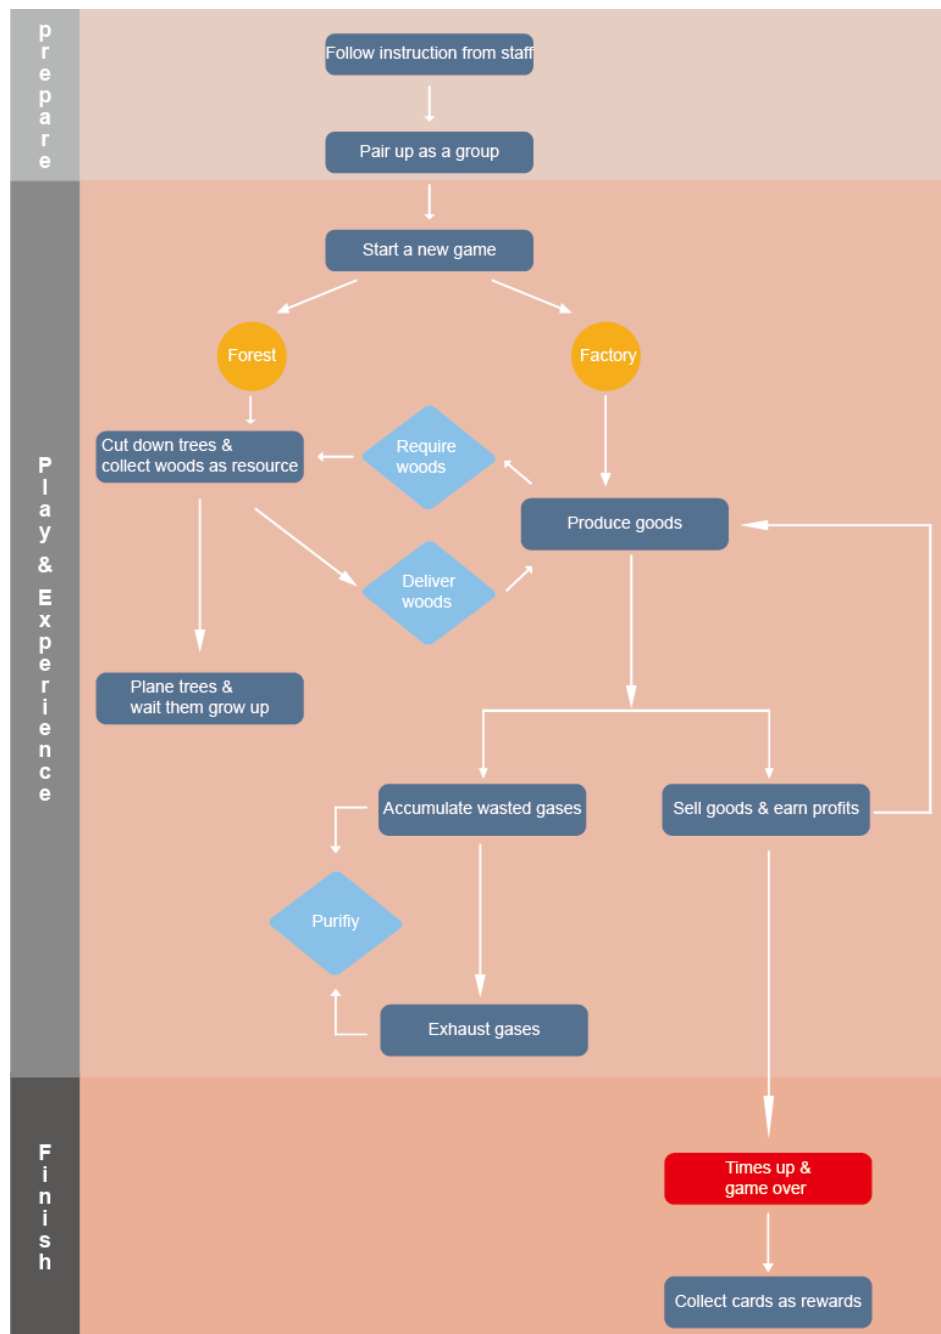 prepare
Follow instruction from staff
Pair up as a group
Play & Experience
Start a new game
Forest
Factory
Cut down trees &
collect woods as resource
Require
woods
Produce goods
Deliver
woods
Plane trees &
wait them grow up
Accumulate wasted gases
Sell goods & earn profits
Purifiy
Exhaust gases
Finish
Times up &
game over
Collect cards as rewards